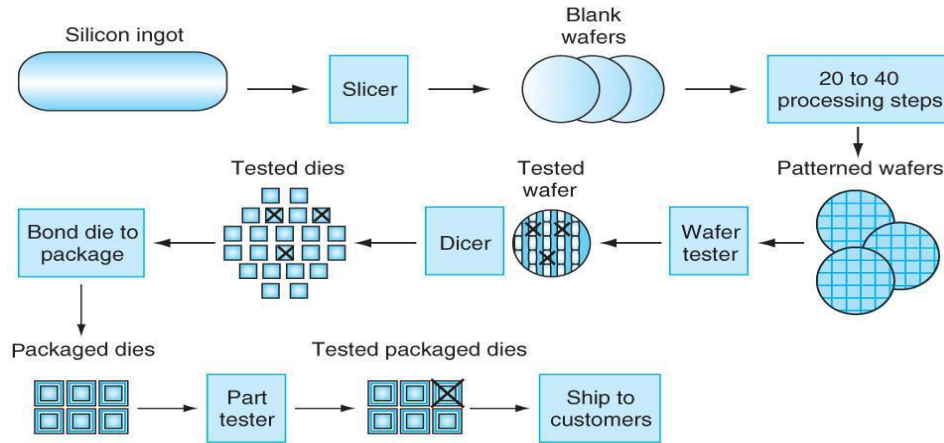 Silicon ingot
Slicer
Blank
wafers
20 to 40
processing steps
Patterned wafers
Wafer
tester
Tested
wafer
Dicer
Tested dies
Bond die to
package
Packaged dies
Part
tester
Tested packaged dies
Ship to
customers